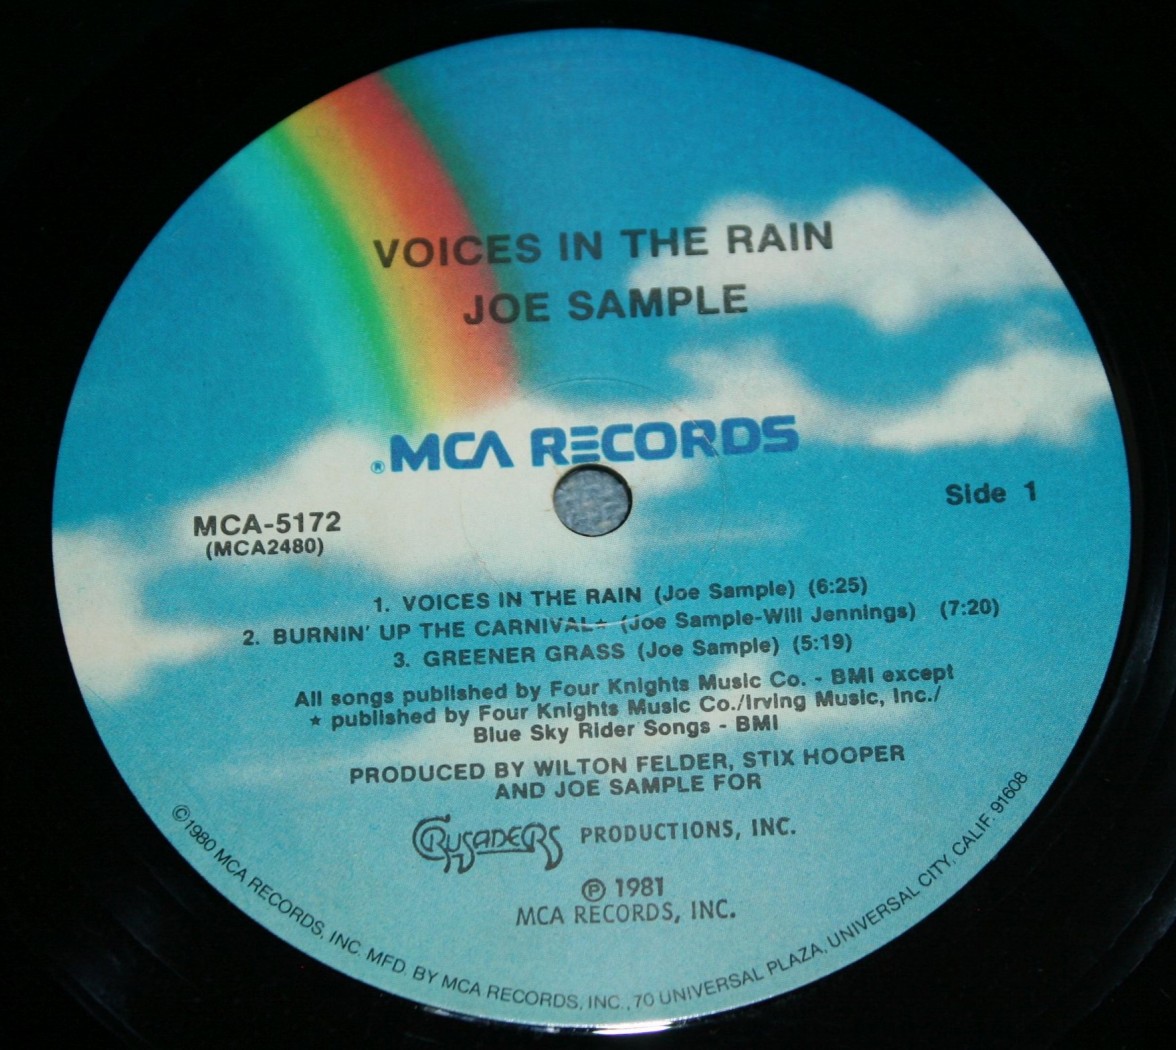 VOICES IN THE RAIN
JOE SAMPLE
® MCA RECORDS
Side 1
MCA-5172
(MCA2480)
1. VOICES IN THE RAIN (Joe Sample) (6:25)
2. BURNIN' UP THE CARNIVAL★ (Joe Sample-Will Jennings) (7:20)
3. GREENER GRASS (Joe Sample) (5:19)
All songs published by Four Knights Music Co. - BMI except
★ published by Four Knights Music Co./Irving Music, Inc./
Blue Sky Rider Songs - BMI
PRODUCED BY WILTON FELDER, STIX HOOPER
AND JOE SAMPLE FOR
CRUSADERS PRODUCTIONS, INC.
℗ 1981
MCA RECORDS, INC.
©1980 MCA RECORDS, INC. MFD. BY MCA RECORDS, INC., 70 UNIVERSAL PLAZA, UNIVERSAL CITY, CALIF. 91608